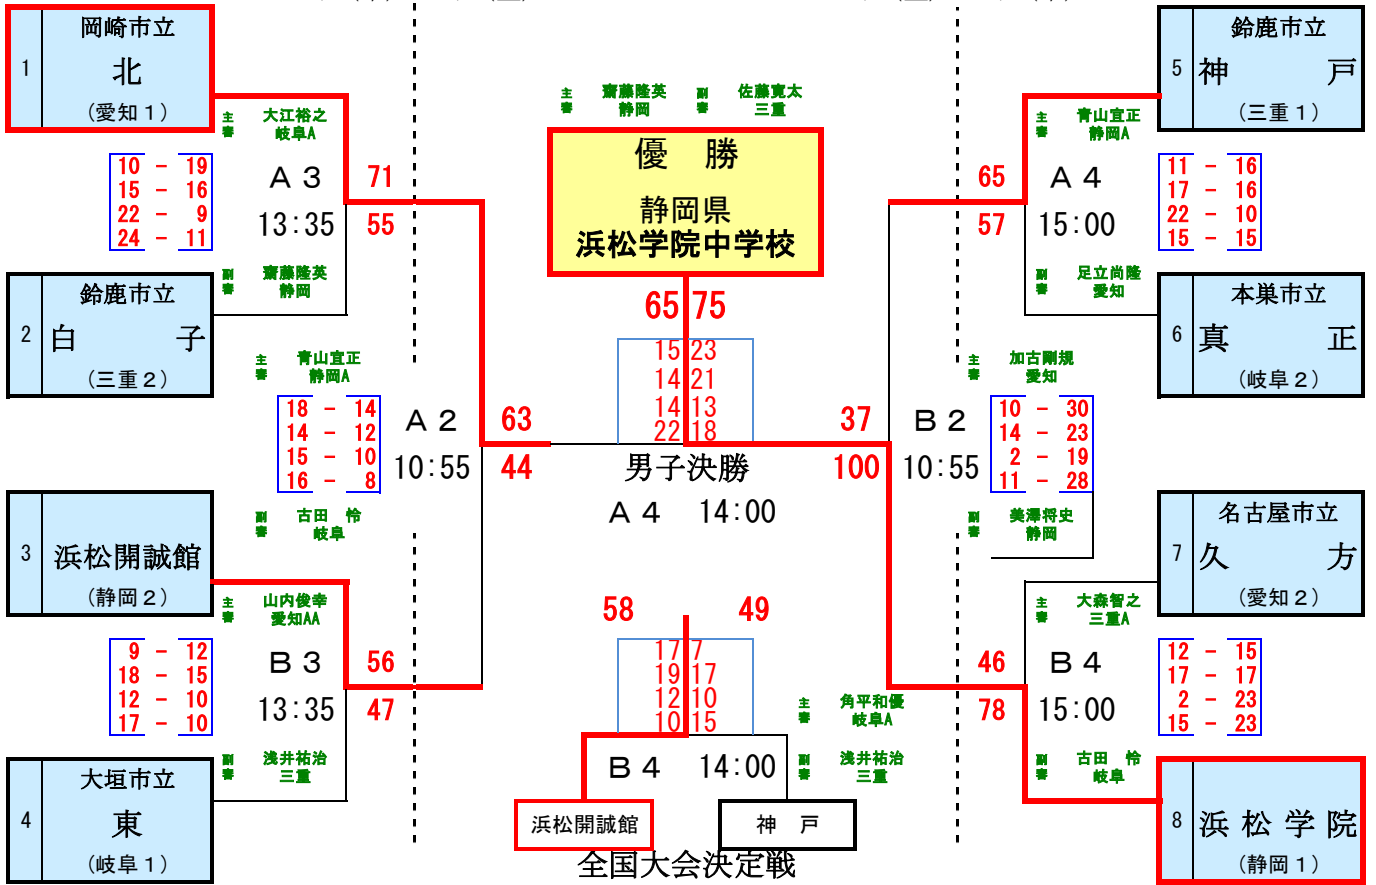 1
岡崎市立
北
(愛知1)
2
鈴鹿市立
白 子
(三重2)
3
浜松開誠館
(静岡2)
4
大垣市立
東
(岐阜1)
主審 大江裕之 岐阜A
10 - 19
15 - 16
22 - 9
24 - 11
A 3
13:35
71
55
副審 齋藤隆英 静岡
主審 青山宜正 静岡A
18 - 14
14 - 12
15 - 10
16 - 8
A 2
10:55
63
44
副審 古田 怜 岐阜
主審 山内俊幸 愛知AA
9 - 12
18 - 15
12 - 10
17 - 10
B 3
13:35
56
47
副審 浅井祐治 三重
主審 齋藤隆英 静岡 副審 佐藤寛太 三重
優 勝
静岡県
浜松学院中学校
65 75
15 23
14 21
14 13
22 18
男子決勝
A 4 14:00
58 49
17 7
19 17
12 10
10 15
B 4 14:00
主審 角平和優 岐阜A
副審 浅井祐治 三重
浜松開誠館
神 戸
全国大会決定戦
主審 青山宜正 静岡A
65
57
A 4
15:00
11 - 16
17 - 16
22 - 10
15 - 15
副審 足立尚隆 愛知
主審 加古剛規 愛知
37
100
B 2
10:55
10 - 30
14 - 23
2 - 19
11 - 28
副審 美澤将史 静岡
主審 大森智之 三重A
46
78
B 4
15:00
12 - 15
17 - 17
2 - 23
15 - 23
副審 古田 怜 岐阜
5
鈴鹿市立
神 戸
(三重1)
6
本巣市立
真 正
(岐阜2)
7
名古屋市立
久 方
(愛知2)
8
浜 松 学 院
(静岡1)